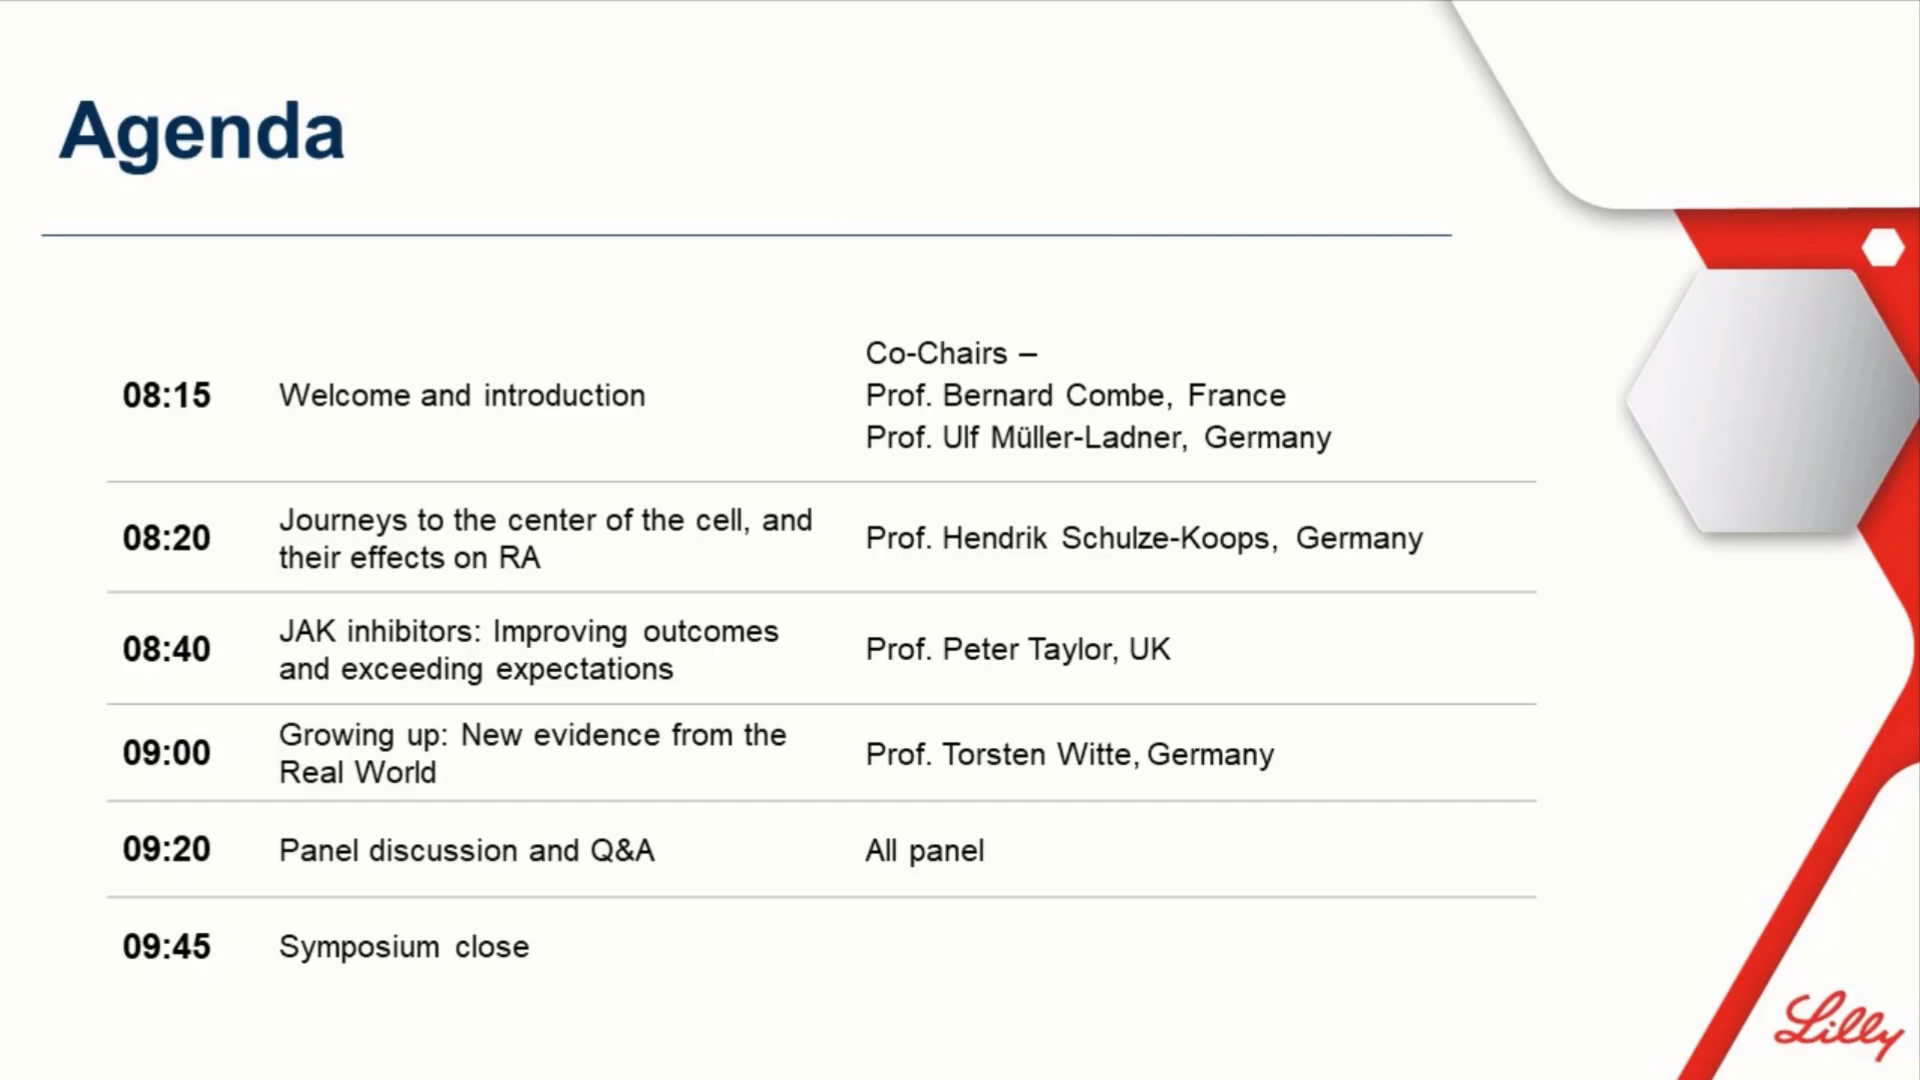 Agenda
08:15
Welcome and introduction
Co-Chairs –
Prof. Bernard Combe, France
Prof. Ulf Müller-Ladner, Germany
08:20
Journeys to the center of the cell, and
their effects on RA
Prof. Hendrik Schulze-Koops, Germany
08:40
JAK inhibitors: Improving outcomes
and exceeding expectations
Prof. Peter Taylor, UK
09:00
Growing up: New evidence from the
Real World
Prof. Torsten Witte, Germany
09:20
Panel discussion and Q&A
All panel
09:45
Symposium close
Lilly